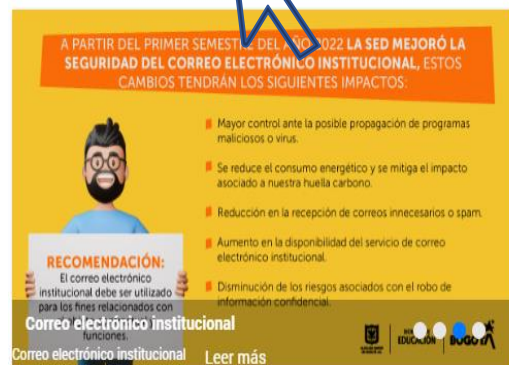 A PARTIR DEL PRIMER SEMESTRE DEL AÑO 2022 LA SED MEJORÓ LA
SEGURIDAD DEL CORREO ELECTRÓNICO INSTITUCIONAL, ESTOS
CAMBIOS TENDRÁN LOS SIGUIENTES IMPACTOS:
Mayor control ante la posible propagación de programas
maliciosos o virus.
Se reduce el consumo energético y se mitiga el impacto
asociado a nuestra huella carbono.
Reducción en la recepción de correos innecesarios o spam.
Aumento en la disponibilidad del servicio de correo
electrónico institucional.
Disminución de los riesgos asociados con el robo de
información confidencial.
RECOMENDACIÓN:
El correo electrónico
institucional debe ser utilizado
para los fines relacionados con
funciones.
Correo electrónico institucional
Correo electrónico institucional Leer más
EDUCACIÓN BOGOTÁ